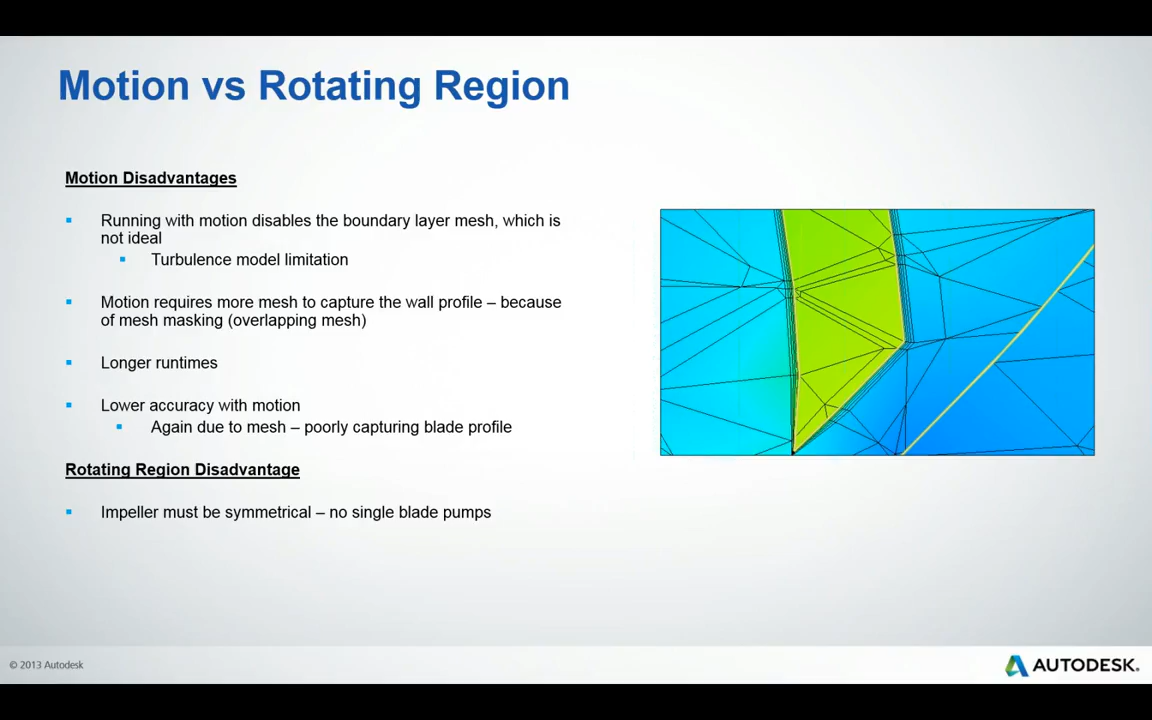 Motion vs Rotating Region
Motion Disadvantages
Running with motion disables the boundary layer mesh, which is
not ideal
Turbulence model limitation
Motion requires more mesh to capture the wall profile – because
of mesh masking (overlapping mesh)
Longer runtimes
Lower accuracy with motion
Again due to mesh – poorly capturing blade profile
Rotating Region Disadvantage
Impeller must be symmetrical – no single blade pumps
© 2013 Autodesk
AUTODESK.